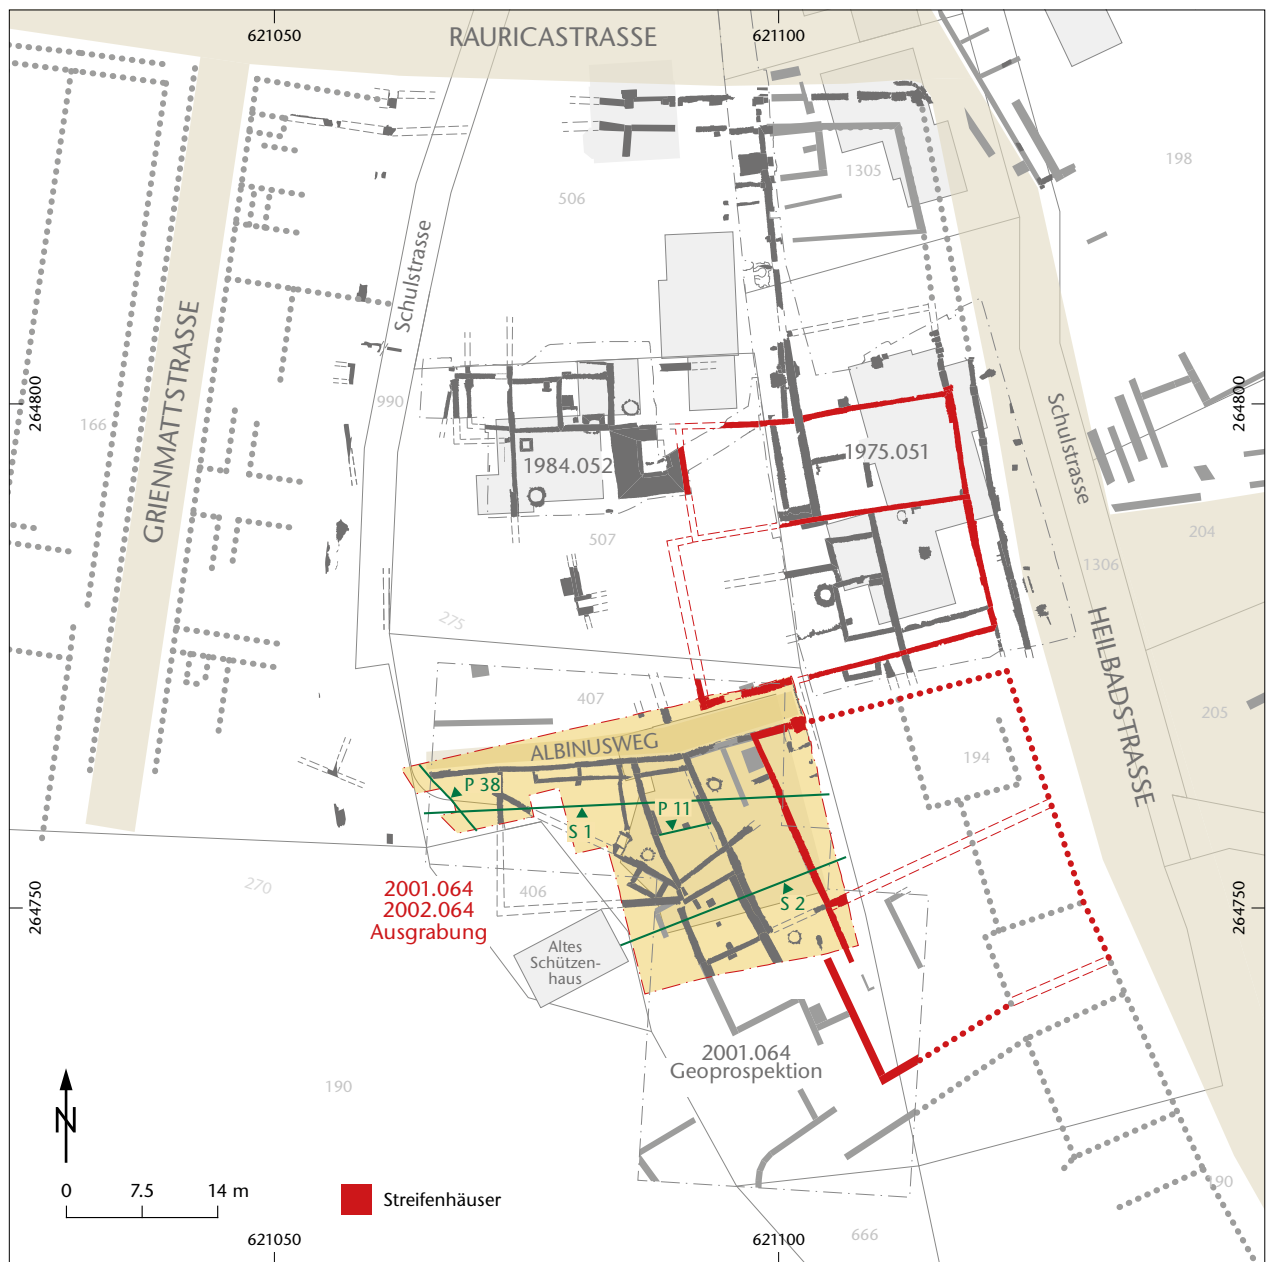 621050
621100
RAURICASTRASSE
198
1305
506
Schulstrasse
GRIENMATTSTRASSE
264800
264800
990
166
Schulstrasse
1984.052
1975.051
507
204
1306
275
HEILBADSTRASSE
407
205
ALBINUSWEG
194
P 38
P 11
S 1
270
406
S 2
264750
264750
2001.064
2002.064
Ausgrabung
Altes
Schützen-
haus
2001.064
Geoprospektion
190
N
0 7.5 14 m
Streifenhäuser
190
666
621050
621100